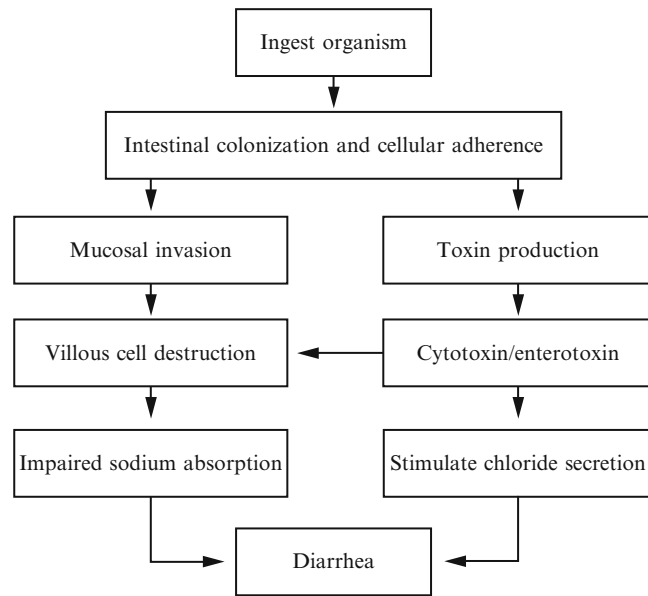 Ingest organism
Intestinal colonization and cellular adherence
Mucosal invasion
Toxin production
Villous cell destruction
Cytotoxin/enterotoxin
Impaired sodium absorption
Stimulate chloride secretion
Diarrhea